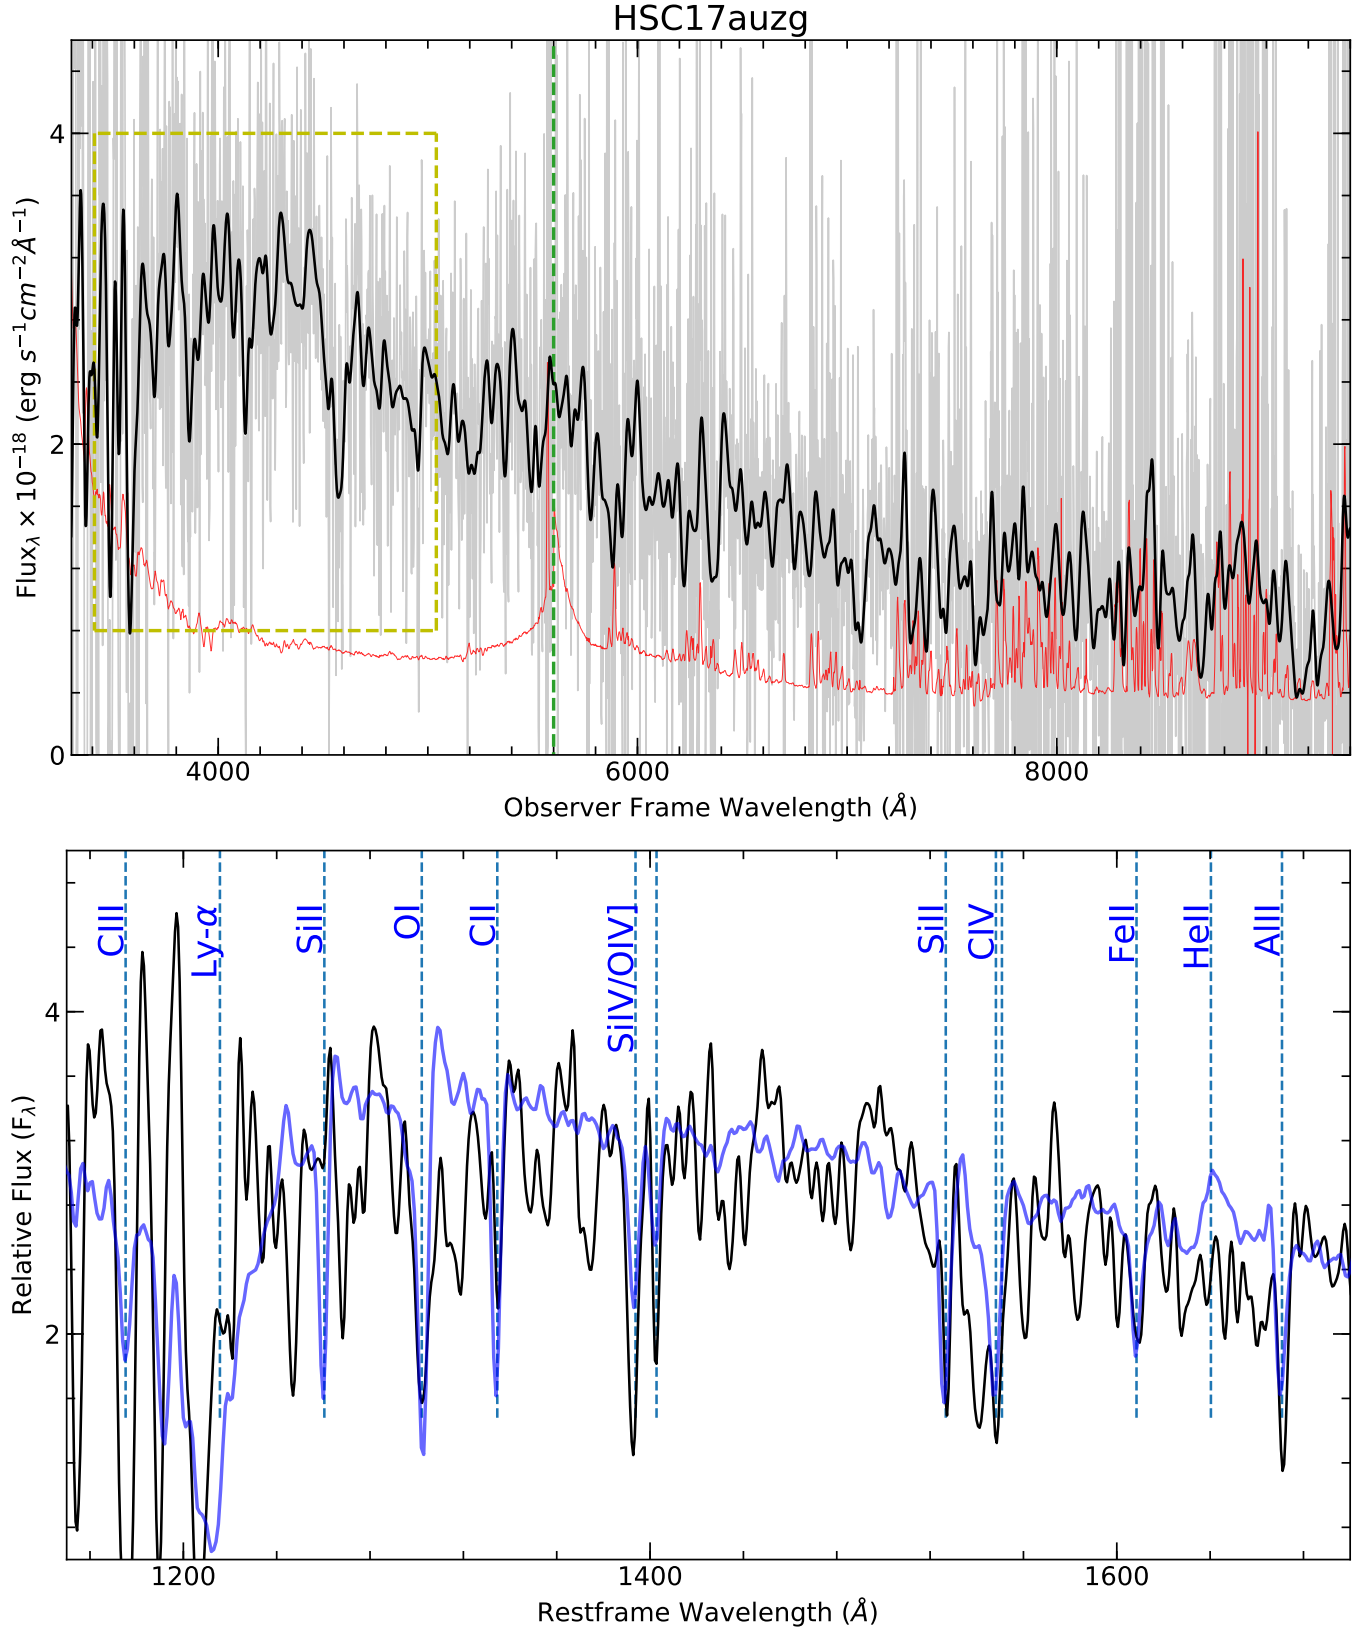 HSC17auzg
Flux_λ × 10^−18 (erg s^−1 cm^−2 Å^−1)
4
2
0
4000 6000 8000
Observer Frame Wavelength (Å)
CIII Ly-α SiII OI CII SiIV/OIV] SiII CIV FeII HeII AlII
Relative Flux (F_λ)
4
2
1200 1400 1600
Restframe Wavelength (Å)